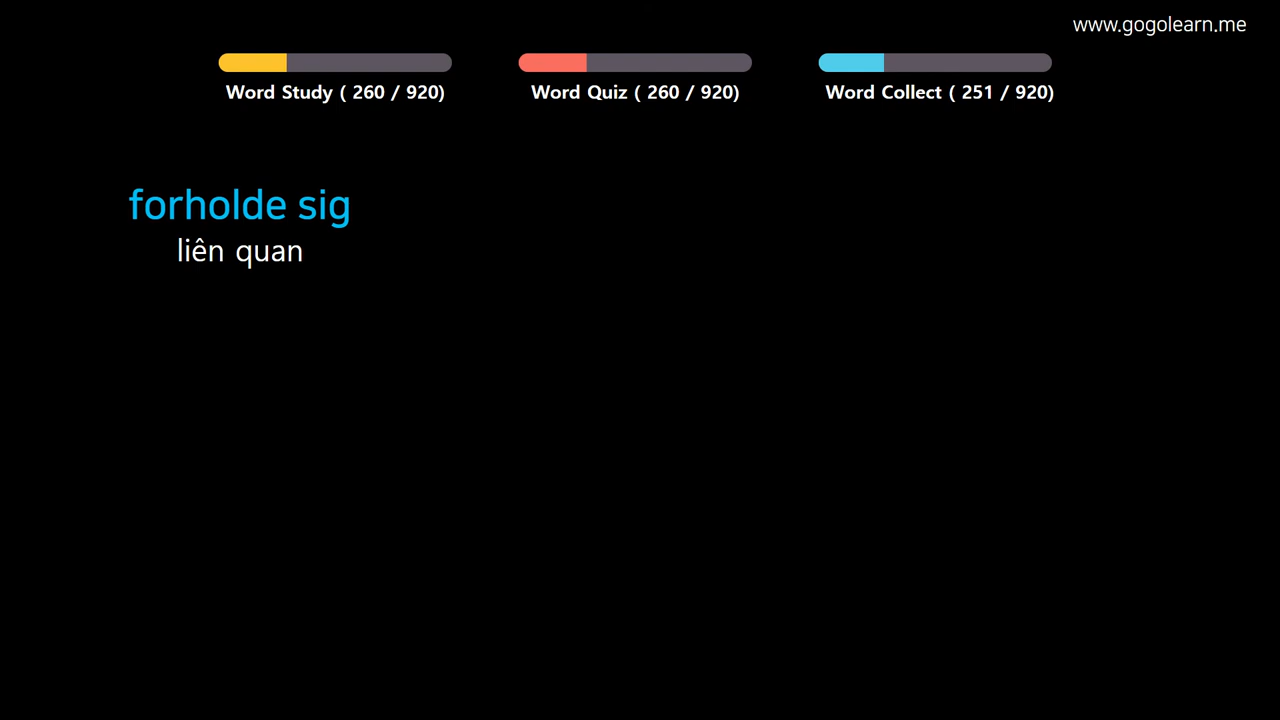 www.gogolearn.me
Word Study ( 260 / 920)
Word Quiz ( 260 / 920)
Word Collect ( 251 / 920)
forholde sig
liên quan